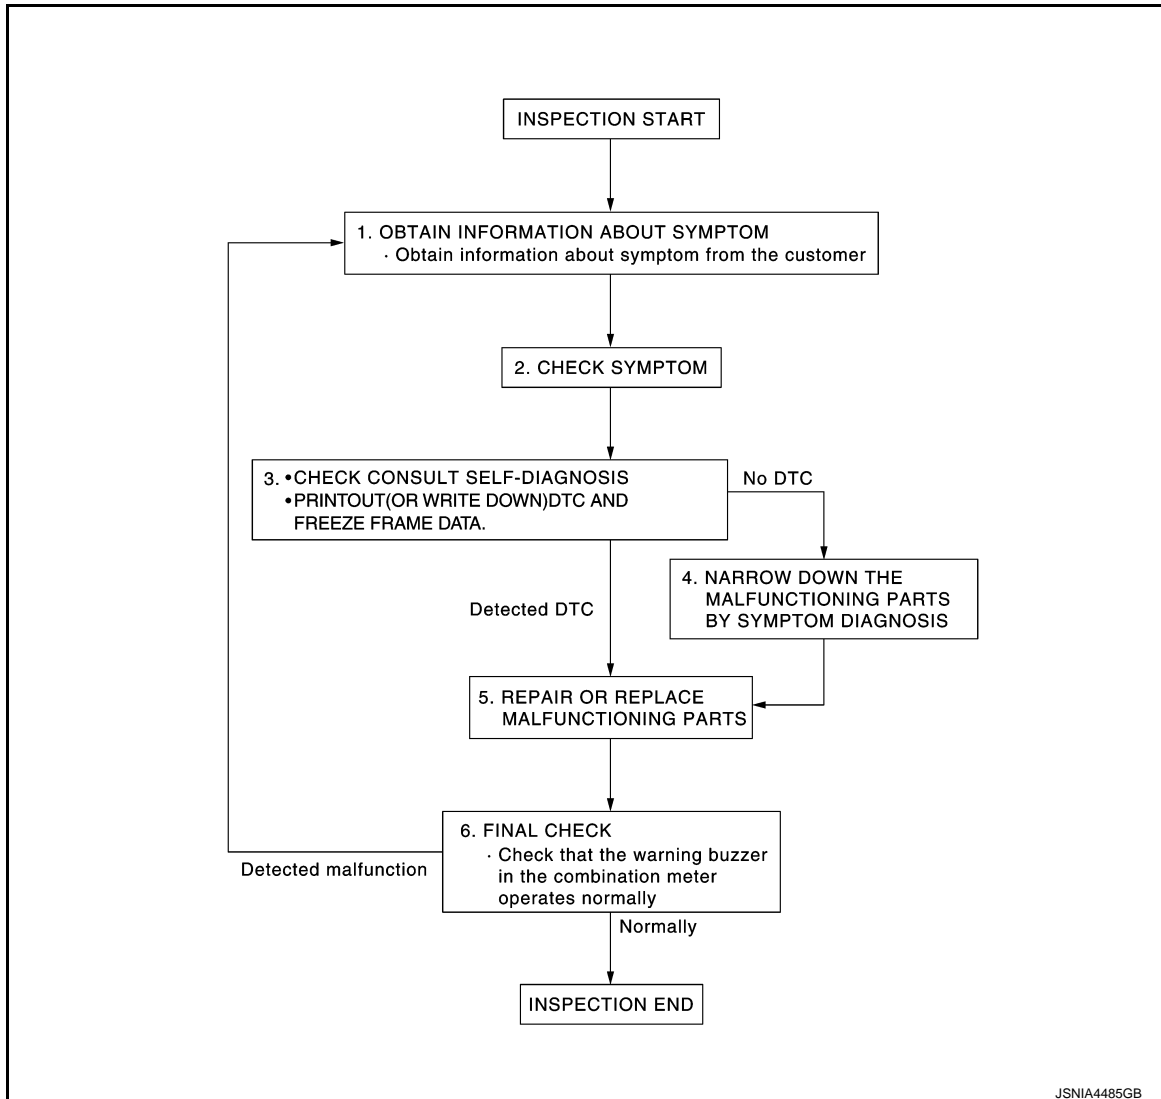 INSPECTION START
1. OBTAIN INFORMATION ABOUT SYMPTOM
· Obtain information about symptom from the customer
2. CHECK SYMPTOM
3. •CHECK CONSULT SELF-DIAGNOSIS
•PRINTOUT(OR WRITE DOWN)DTC AND
FREEZE FRAME DATA.
No DTC
4. NARROW DOWN THE
MALFUNCTIONING PARTS
BY SYMPTOM DIAGNOSIS
Detected DTC
5. REPAIR OR REPLACE
MALFUNCTIONING PARTS
6. FINAL CHECK
· Check that the warning buzzer
in the combination meter
operates normally
Detected malfunction
Normally
INSPECTION END
JSNIA4485GB